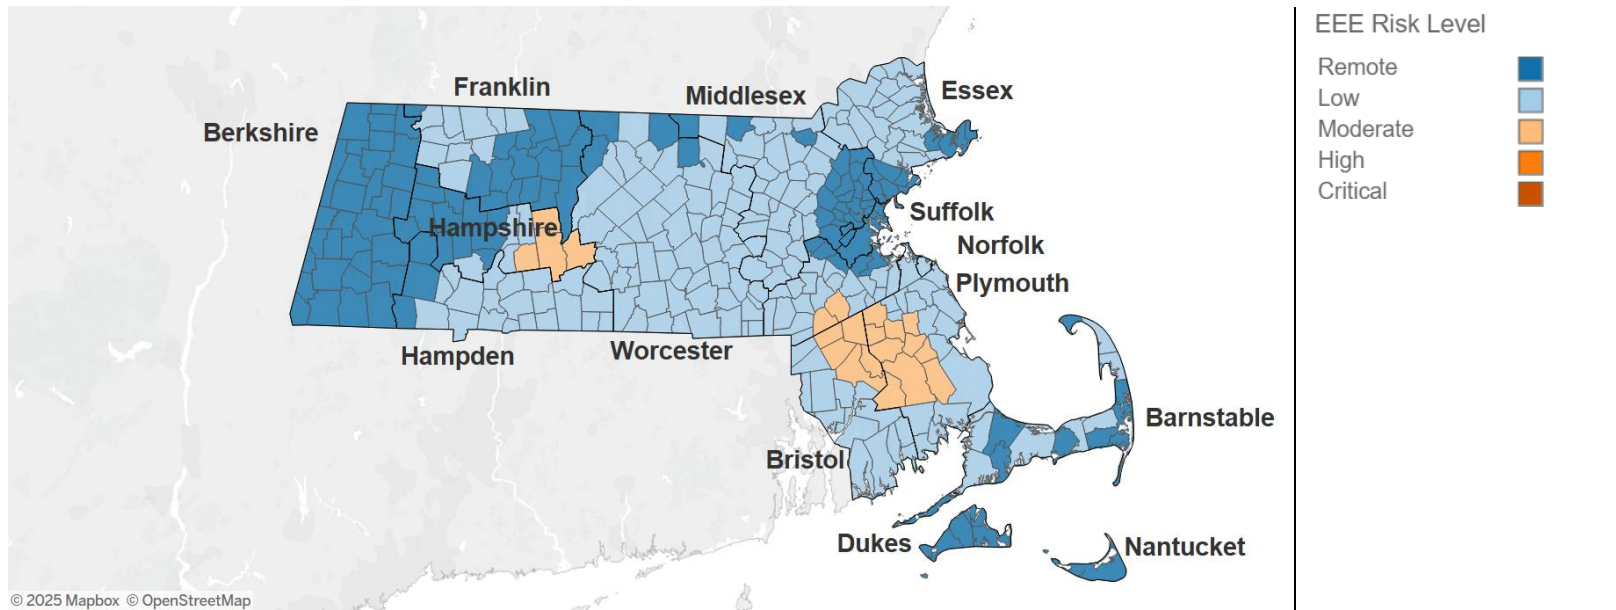 Franklin
Middlesex
Essex
Berkshire
Hampshire
Suffolk
Norfolk
Plymouth
Hampden
Worcester
Barnstable
Bristol
Dukes
Nantucket
© 2025 Mapbox © OpenStreetMap
EEE Risk Level
Remote
Low
Moderate
High
Critical